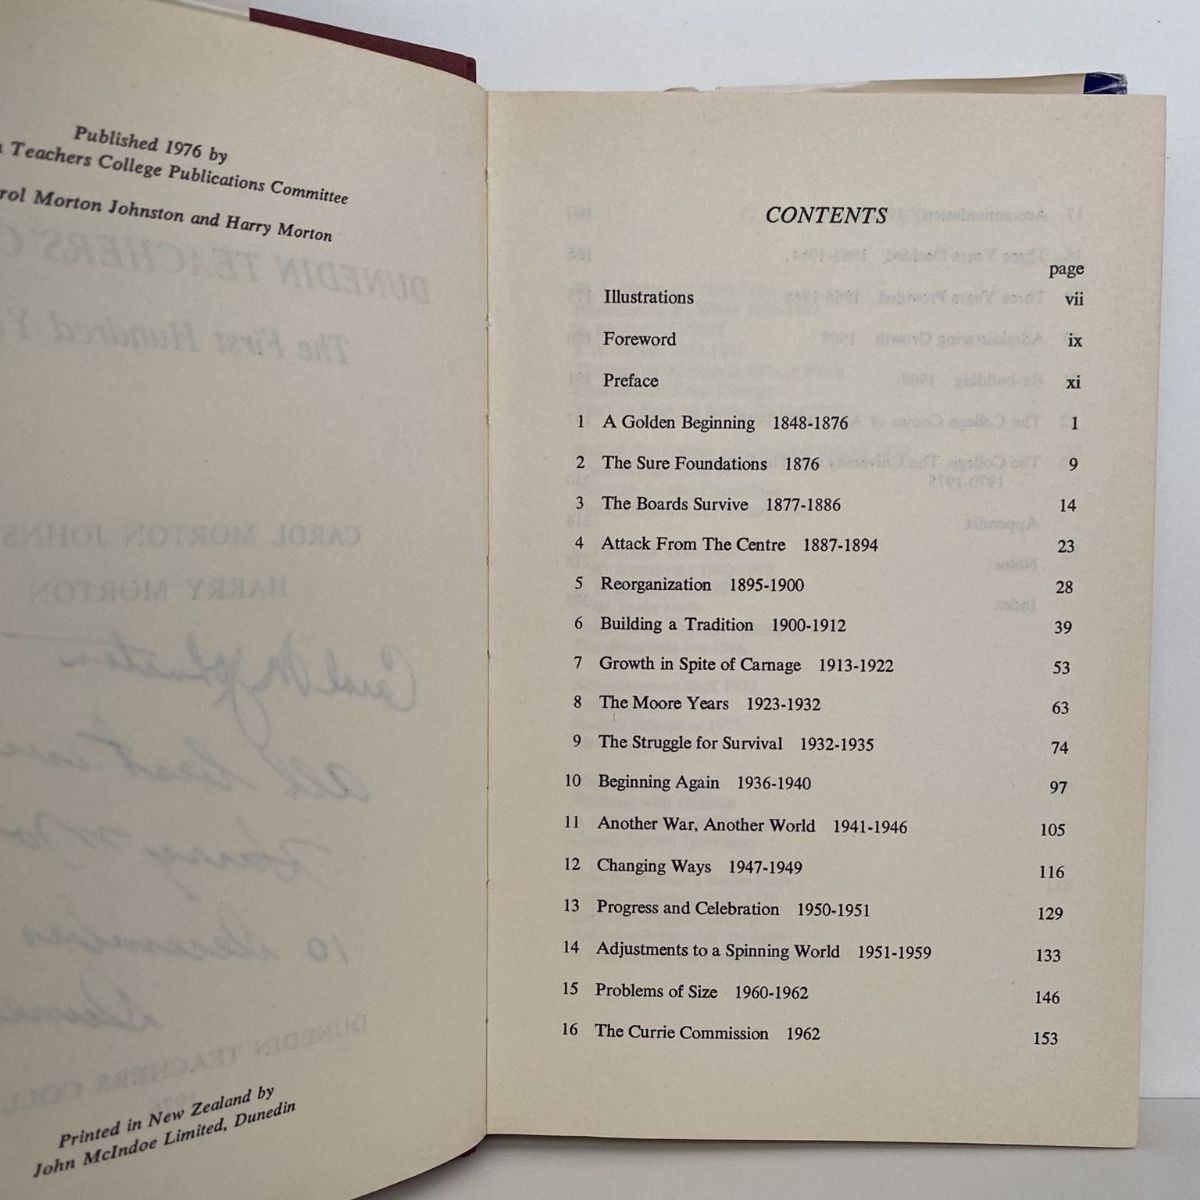 Published 1976 by
Teachers College Publications Committee
Morton Johnston and Harry Morton
Printed in New Zealand by
John McIndoe Limited, Dunedin
CONTENTS
page
Illustrations vii
Foreword ix
Preface xi
1 A Golden Beginning 1848-1876 1
2 The Sure Foundations 1876 9
3 The Boards Survive 1877-1886 14
4 Attack From The Centre 1887-1894 23
5 Reorganization 1895-1900 28
6 Building a Tradition 1900-1912 39
7 Growth in Spite of Carnage 1913-1922 53
8 The Moore Years 1923-1932 63
9 The Struggle for Survival 1932-1935 74
10 Beginning Again 1936-1940 97
11 Another War, Another World 1941-1946 105
12 Changing Ways 1947-1949 116
13 Progress and Celebration 1950-1951 129
14 Adjustments to a Spinning World 1951-1959 133
15 Problems of Size 1960-1962 146
16 The Currie Commission 1962 153